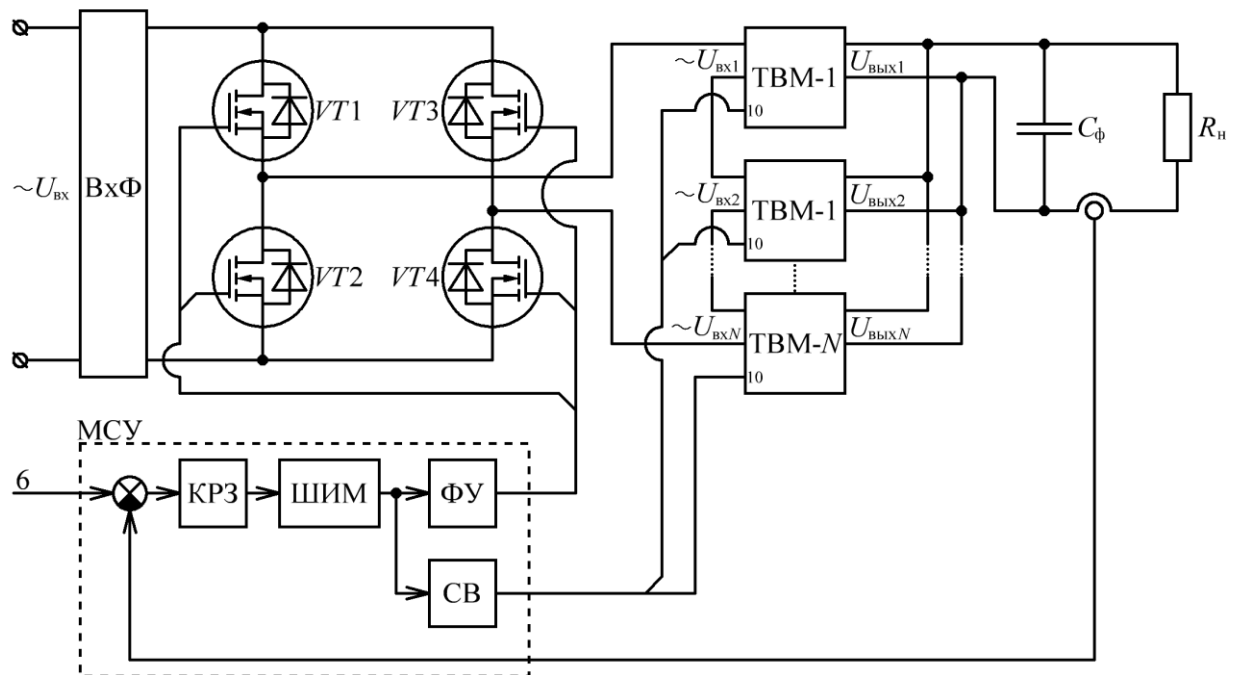 ~Uвх
ВхФ
VT1
VT3
VT2
VT4
~Uвх1
ТВМ-1
Uвых1
10
~Uвх2
ТВМ-1
Uвых2
10
~UвхN
ТВМ-N
UвыхN
10
Cф
Rн
МСУ
6
КРЗ
ШИМ
ФУ
СВ